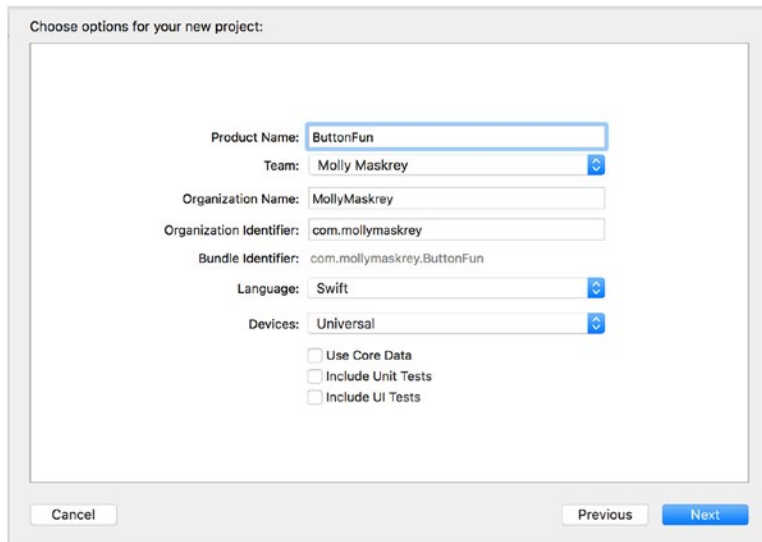 Choose options for your new project:
Product Name: ButtonFun
Team: Molly Maskrey
Organization Name: MollyMaskrey
Organization Identifier: com.mollymaskrey
Bundle Identifier: com.mollymaskrey.ButtonFun
Language: Swift
Devices: Universal
Use Core Data
Include Unit Tests
Include UI Tests
Cancel Previous Next